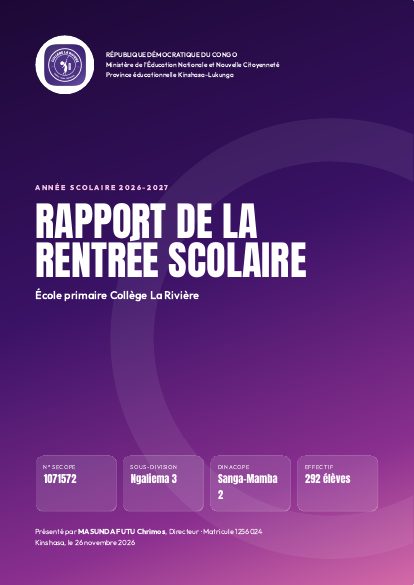 RÉPUBLIQUE DÉMOCRATIQUE DU CONGO
Ministère de l'Éducation Nationale et Nouvelle Citoyenneté
Province éducationnelle Kinshasa-Lukunga
ANNÉE SCOLAIRE 2026-2027
RAPPORT DE LA
RENTRÉE SCOLAIRE
École primaire Collège La Rivière
N° SECOPE
1071572
SOUS-DIVISION
Ngaliema 3
DINACOPE
Sanga-Mamba
2
EFFECTIF
292 élèves
Présenté par MASUNDA FUTU Chrimos, Directeur · Matricule 1256024
Kinshasa, le 26 novembre 2026